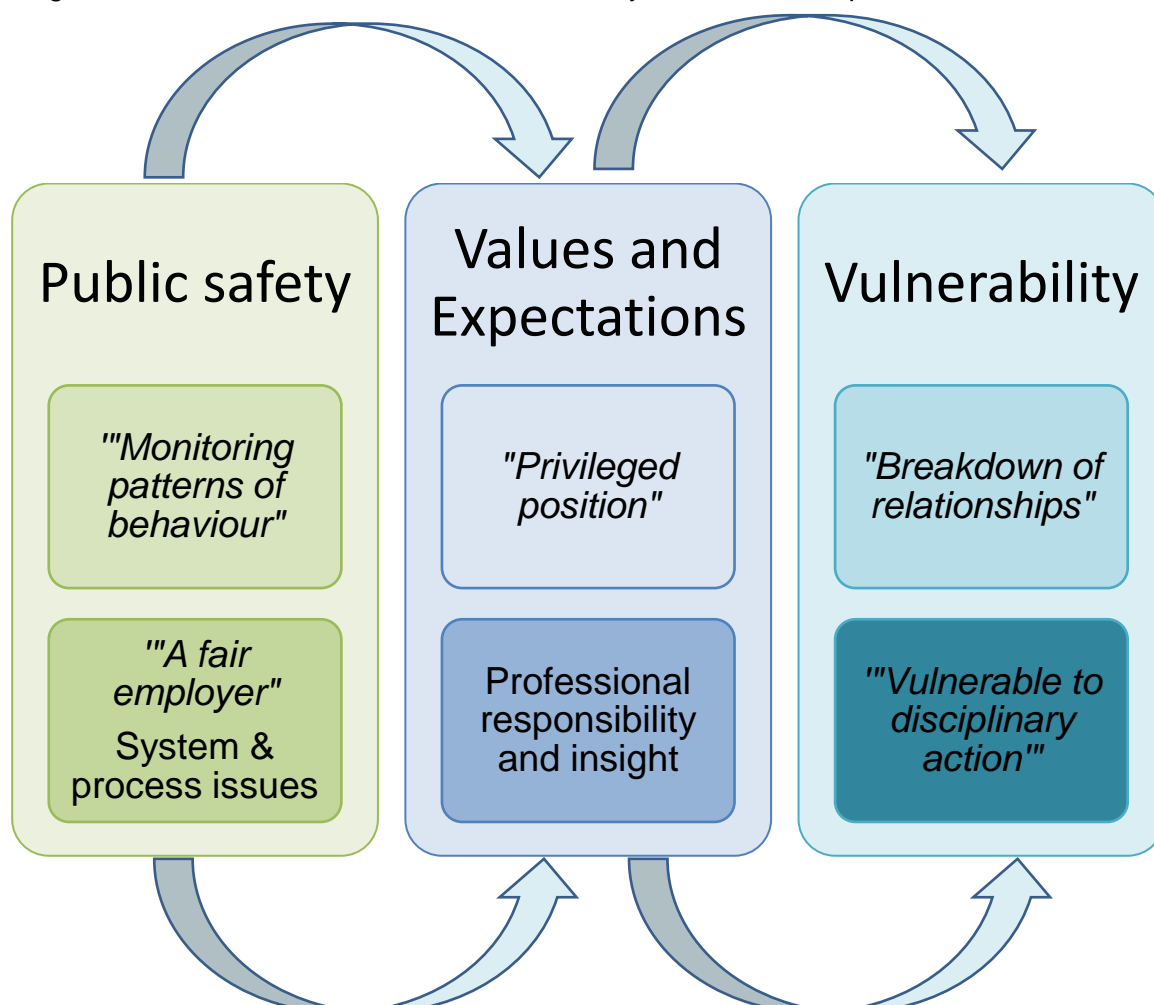 Public safety
'"Monitoring
patterns of
behaviour"
'"A fair
employer"
System &
process issues
Values and
Expectations
"Privileged
position"
Professional
responsibility
and insight
Vulnerability
"Breakdown of
relationships"
'"Vulnerable to
disciplinary
action'"